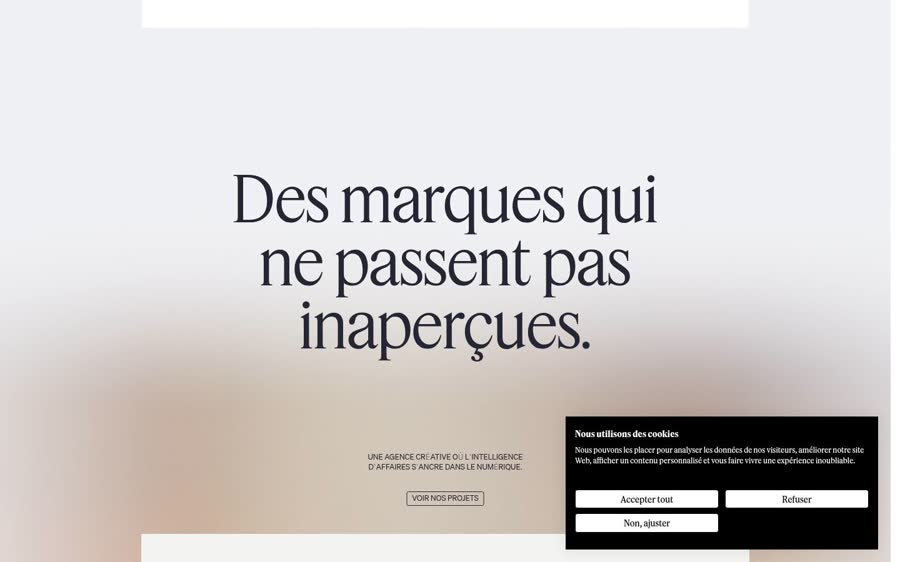 Des marques qui
ne passent pas
inaperçues.
UNE AGENCE CRÉATIVE OÙ L'INTELLIGENCE
D'AFFAIRES S'ANCRE DANS LE NUMÉRIQUE.
VOIR NOS PROJETS
Nous utilisons des cookies
Nous pouvons les placer pour analyser les données de nos visiteurs, améliorer notre site
Web, afficher un contenu personnalisé et vous faire vivre une expérience inoubliable.
Accepter tout
Refuser
Non, ajuster